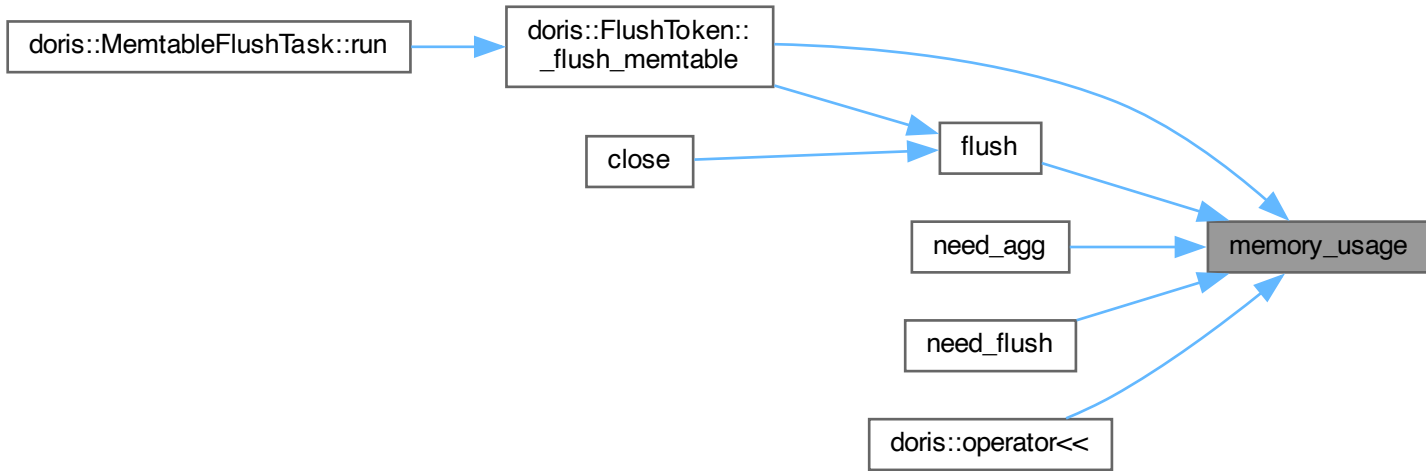 doris::MemtableFlushTask::run
doris::FlushToken::
_flush_memtable
close
flush
need_agg
need_flush
doris::operator<<
memory_usage